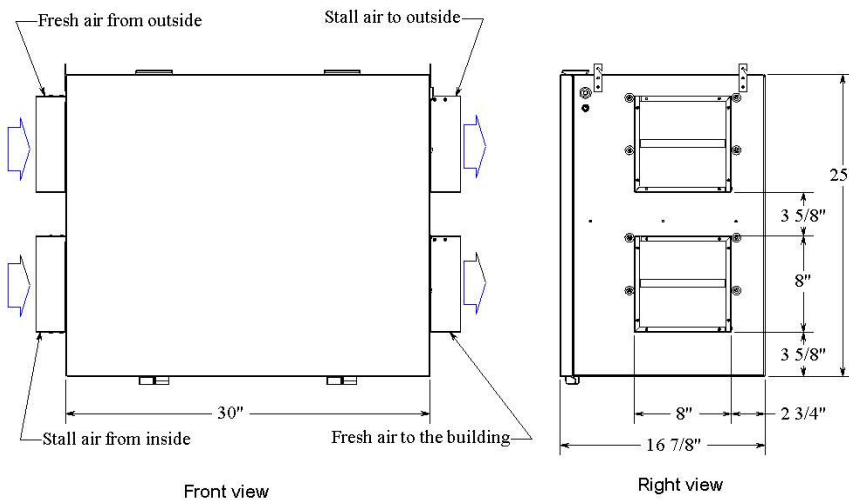 Fresh air from outside
Stall air to outside
25
3 5/8"
8"
3 5/8"
30"
8"
2 3/4"
Stall air from inside
Fresh air to the building
16 7/8"
Front view
Right view